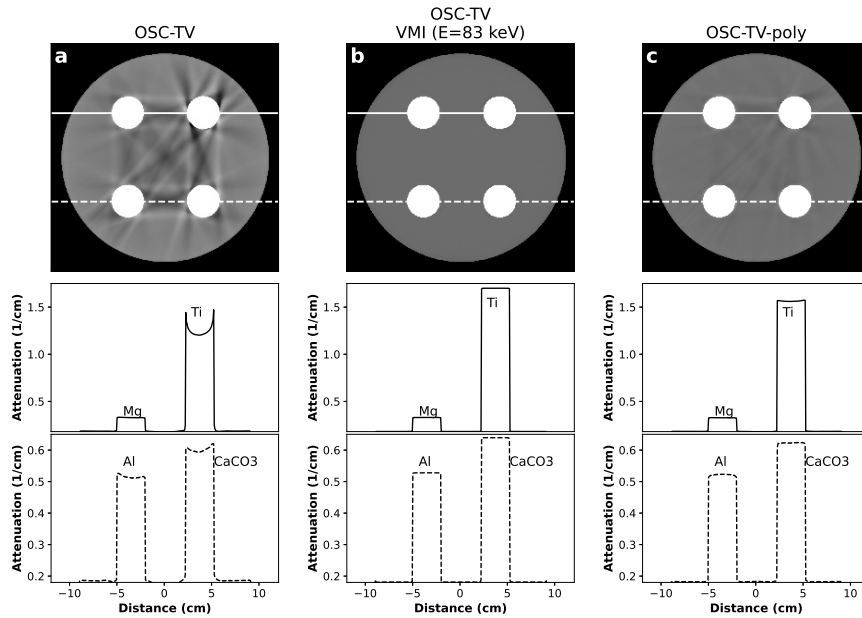 OSC-TV
OSC-TV
VMI (E=83 keV)
OSC-TV-poly
a
b
c
Attenuation (1/cm)
1.5
1.0
0.5
Ti
Mg
Attenuation (1/cm)
1.5
1.0
0.5
Ti
Mg
Attenuation (1/cm)
1.5
1.0
0.5
Ti
Mg
Attenuation (1/cm)
0.6
0.5
0.4
0.3
0.2
Al
CaCO3
−10 −5 0 5 10
Distance (cm)
Attenuation (1/cm)
0.6
0.5
0.4
0.3
0.2
Al
CaCO3
−10 −5 0 5 10
Distance (cm)
Attenuation (1/cm)
0.6
0.5
0.4
0.3
0.2
Al
CaCO3
−10 −5 0 5 10
Distance (cm)